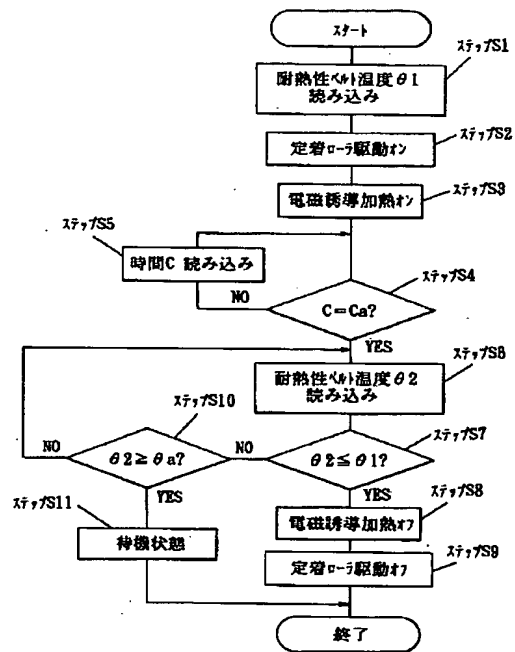 スタート
ステップS1
耐熱性ベルト温度θ1
読み込み
ステップS2
定着ローラ駆動オン
ステップS3
電磁誘導加熱オン
ステップS5
時間C 読み込み
ステップS4
NO
C=Ca?
YES
ステップS6
耐熱性ベルト温度θ2
読み込み
ステップS10
ステップS7
NO
θ2≧θa?
NO
θ2≦θ1?
ステップS11
YES
YES
ステップS8
待機状態
電磁誘導加熱オフ
ステップS9
定着ローラ駆動オフ
終了